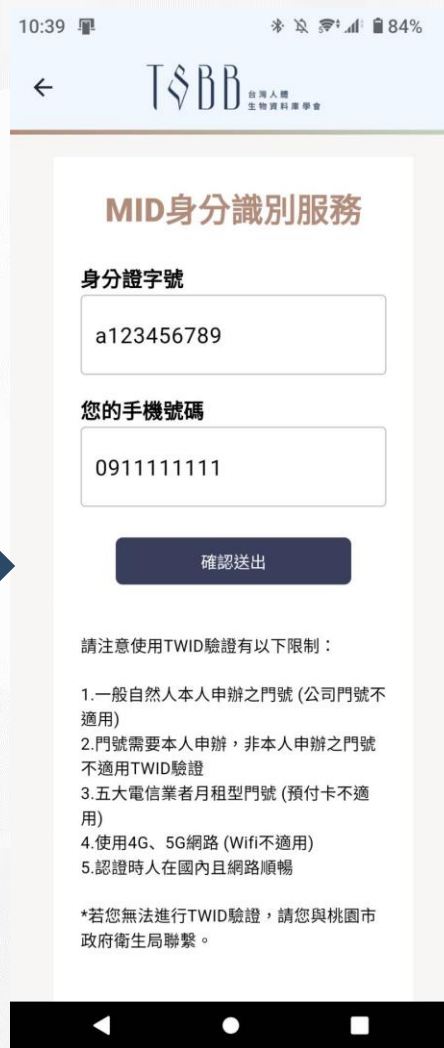 10:39
84%
TSBB 台灣人體
生物資料庫學會
MID身分識別服務
身分證字號
a123456789
您的手機號碼
0911111111
確認送出
請注意使用TWID驗證有以下限制：
1.一般自然人本人申辦之門號 (公司門號不
適用)
2.門號需要本人申辦，非本人申辦之門號
不適用TWID驗證
3.五大電信業者月租型門號 (預付卡不適
用)
4.使用4G、5G網路 (Wifi不適用)
5.認證時人在國內且網路順暢
*若您無法進行TWID驗證，請您與桃園市
政府衛生局聯繫。